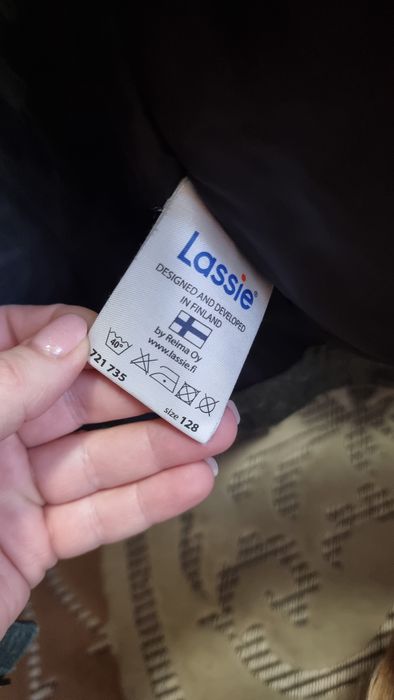 Lassie®
DESIGNED AND DEVELOPED
IN FINLAND
by Reima Oy
www.lassie.fi
40°
721 735
size 128